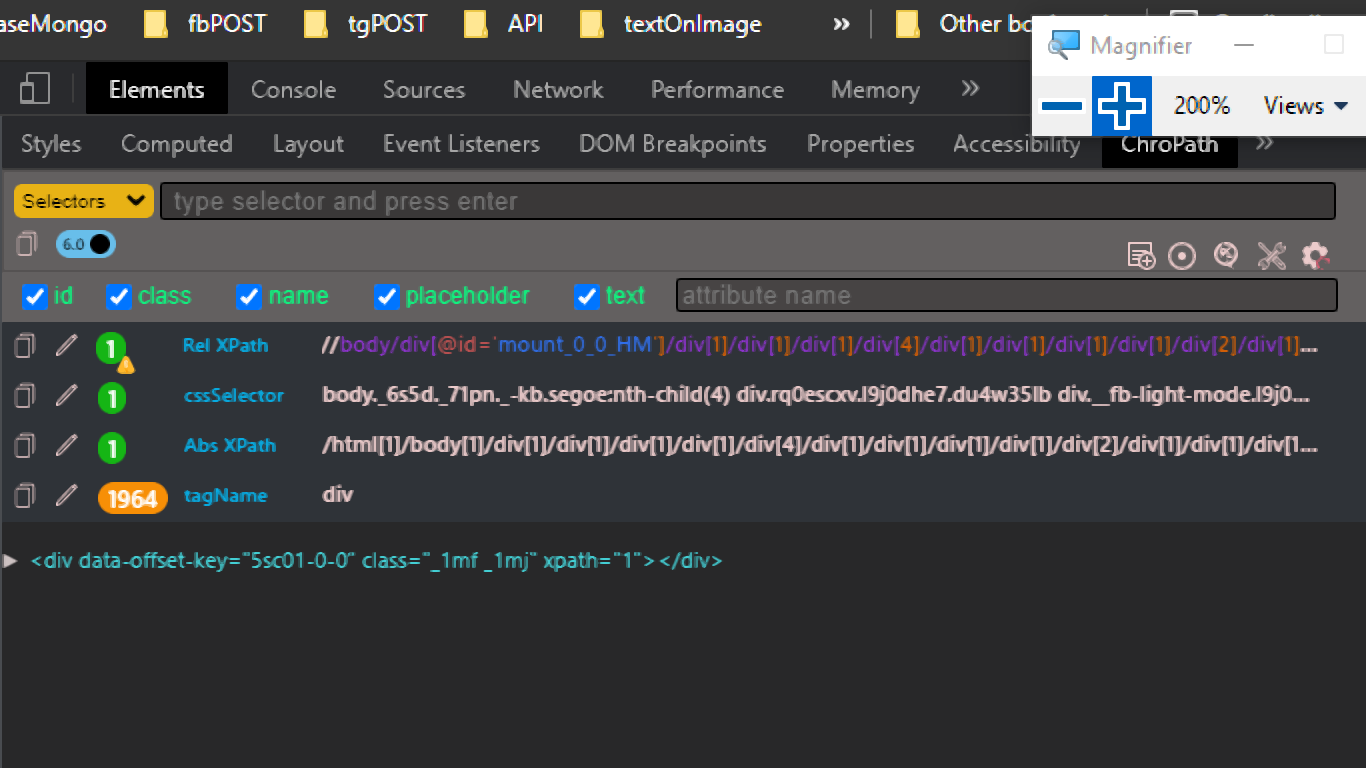 aseMongo fbPOST tgPOST API textOnImage » Other bo
Magnifier
200% Views
Elements Console Sources Network Performance Memory »
Styles Computed Layout Event Listeners DOM Breakpoints Properties Accessibility ChroPath »
Selectors type selector and press enter
6.0
id class name placeholder text attribute name
1 Rel XPath //body/div[@id='mount_0_0_HM']/div[1]/div[1]/div[1]/div[4]/div[1]/div[1]/div[1]/div[1]/div[2]/div[1]...
1 cssSelector body._6s5d._71pn._-kb.segoe:nth-child(4) div.rq0escxv.l9j0dhe7.du4w35lb div.__fb-light-mode.l9j0...
1 Abs XPath /html[1]/body[1]/div[1]/div[1]/div[1]/div[1]/div[4]/div[1]/div[1]/div[1]/div[1]/div[2]/div[1]/div[1]/div[1...
1964 tagName div
<div data-offset-key="5sc01-0-0" class="_1mf _1mj" xpath="1"></div>